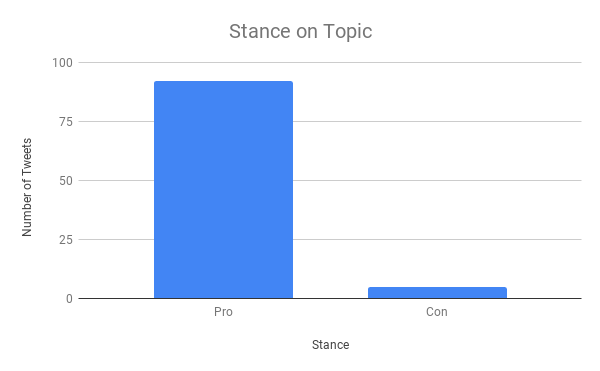 Stance on Topic
100
75
50
25
0
Number of Tweets
Pro
Con
Stance